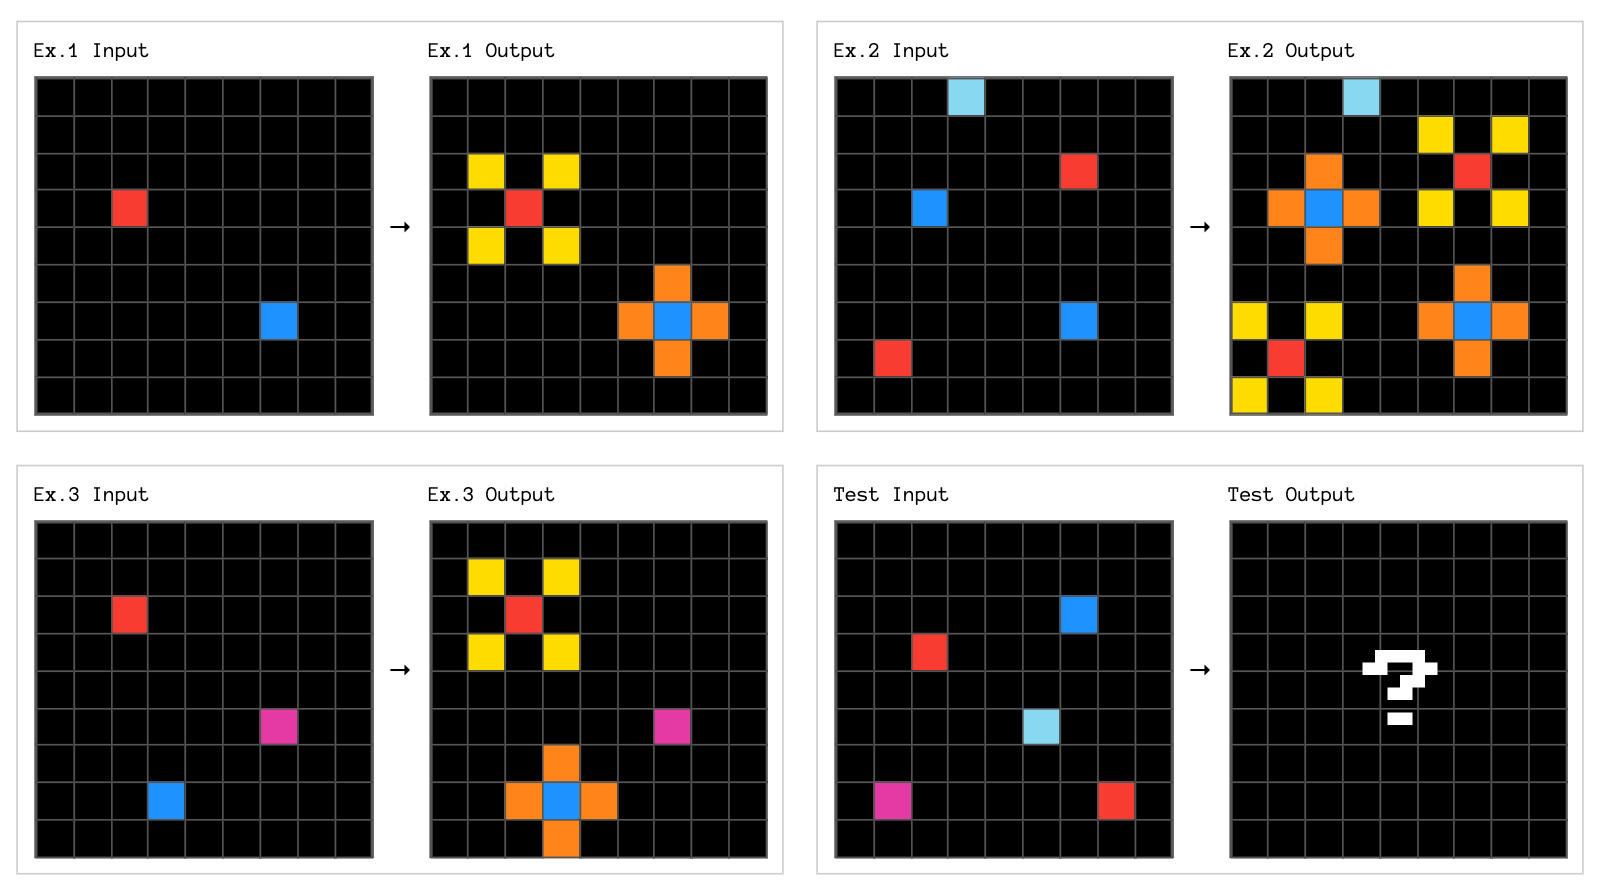 Ex.1 Input
Ex.1 Output
→
Ex.2 Input
Ex.2 Output
→
Ex.3 Input
Ex.3 Output
→
Test Input
Test Output
→
?